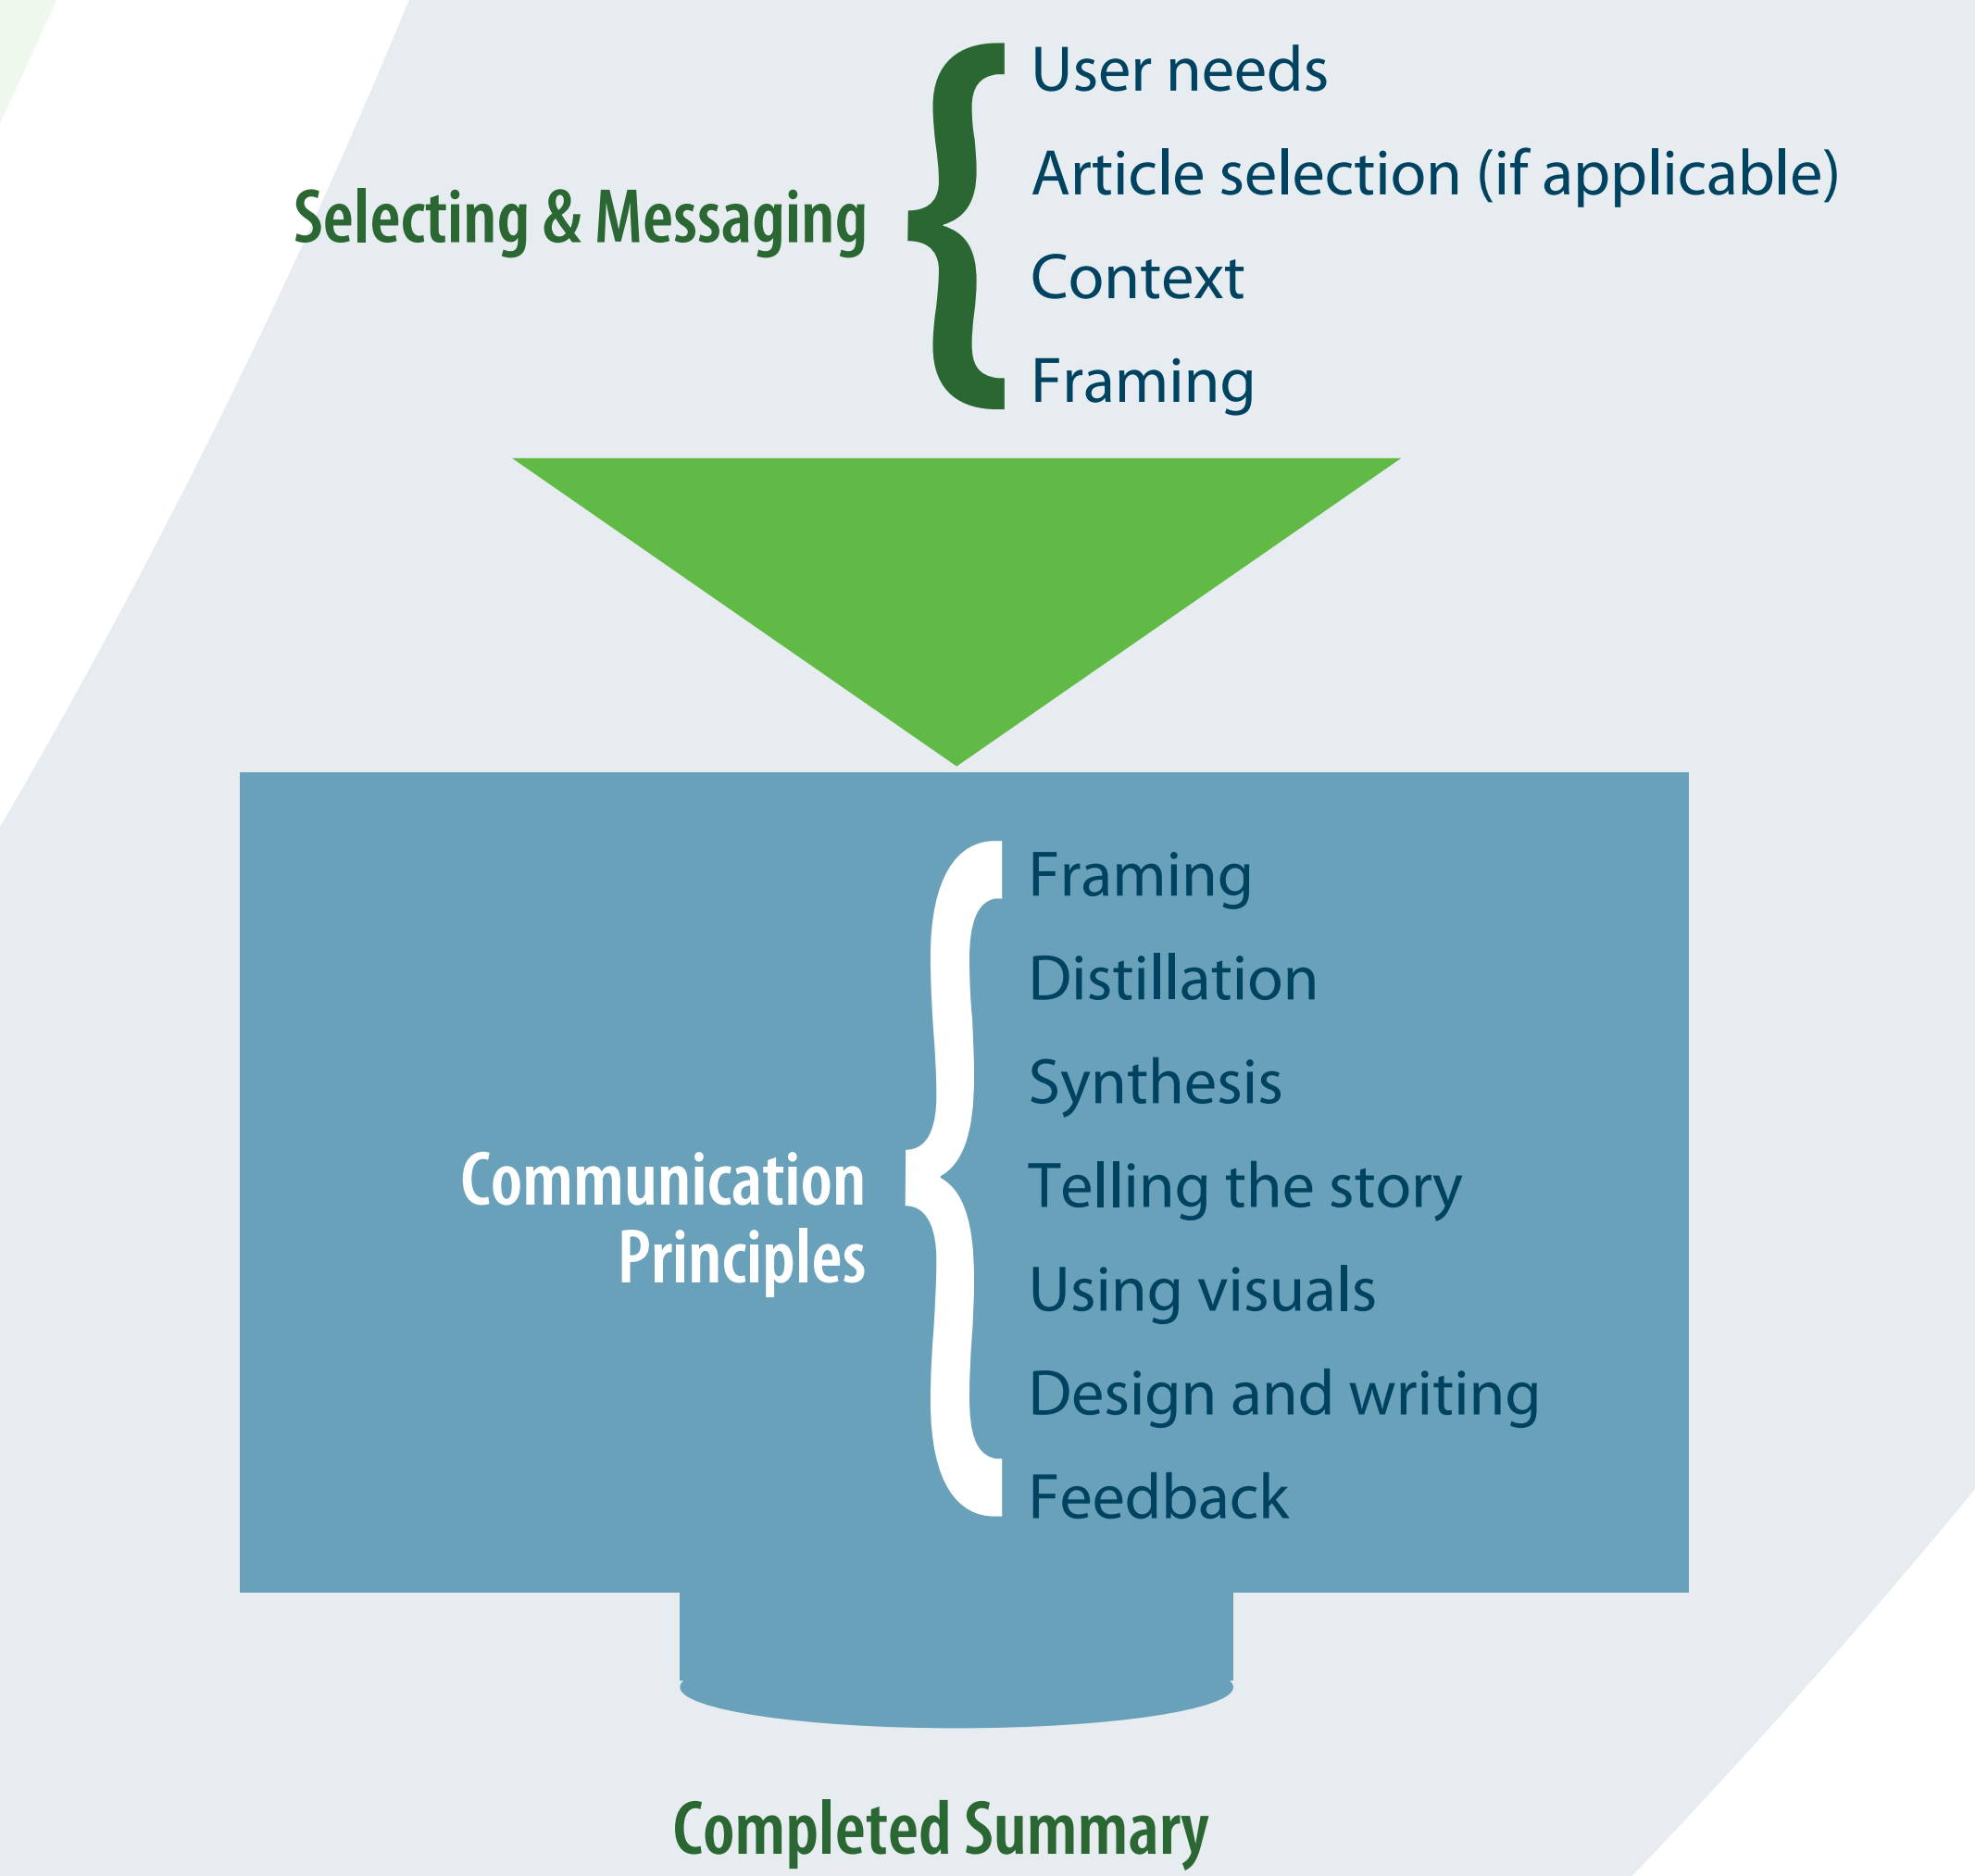 Selecting & Messaging
User needs
Article selection (if applicable)
Context
Framing
Communication
Principles
Framing
Distillation
Synthesis
Telling the story
Using visuals
Design and writing
Feedback
Completed Summary